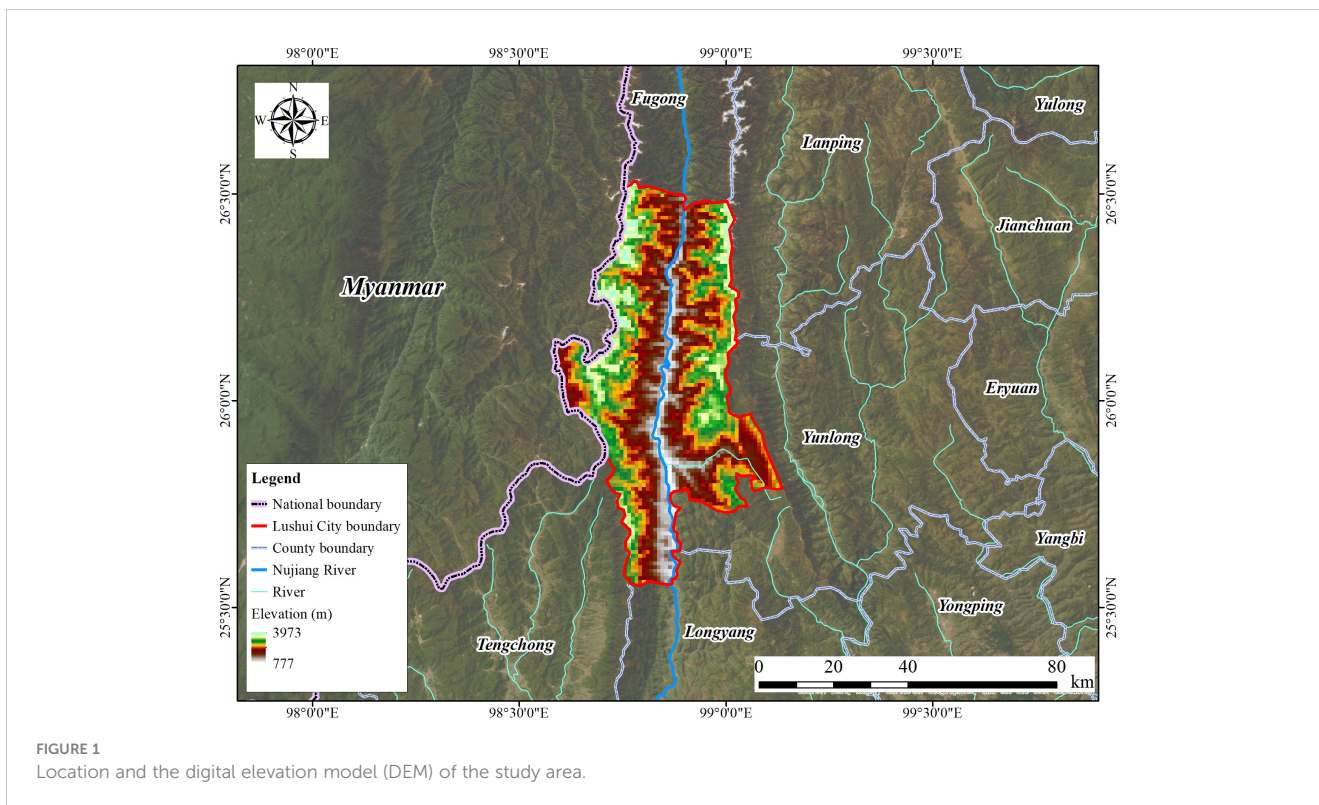 98°0'0"E
98°30'0"E
99°0'0"E
99°30'0"E
N
W
E
S
Fugong
Yulong
Lanping
26°30'0"N
26°30'0"N
Jianchuan
Myanmar
Eryuan
26°0'0"N
26°0'0"N
Yunlong
Legend
National boundary
Lushui City boundary
County boundary
Nujiang River
River
Elevation (m)
3973
777
Yangbi
Yongping
25°30'0"N
25°30'0"N
Tengchong
Longyang
0 20 40 80
km
98°0'0"E
98°30'0"E
99°0'0"E
99°30'0"E
FIGURE 1
Location and the digital elevation model (DEM) of the study area.